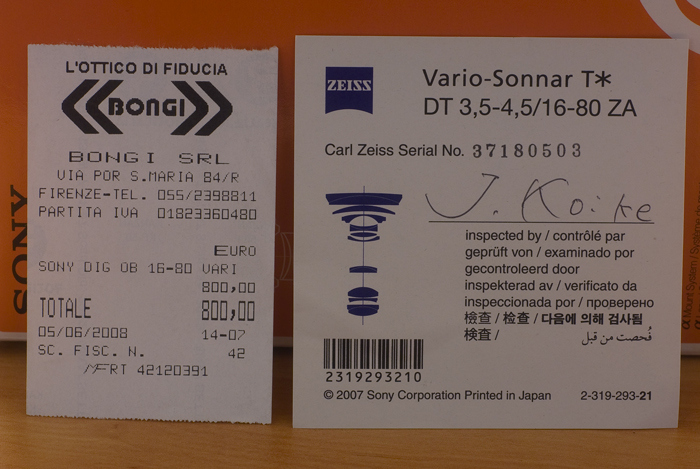 L'OTTICO DI FIDUCIA
BONGI
BONGI SRL
VIA POR S.MARIA 84/R
FIRENZE-TEL. 055/2398811
PARTITA IVA 01823360480
EURO
SONY DIG OB 16-80 VARI
800,00
TOTALE 800,00
05/06/2008 14-07
SC. FISC. N. 42
MFRT 42120391
ZEISS
Vario-Sonnar T*
DT 3,5-4,5/16-80 ZA
Carl Zeiss Serial No. 37180503
J. Koike
inspected by / contrôlé par
geprüft von / examinado por
gecontroleerd door
inspekterad av / verificato da
inspeccionada por / проверено
檢查 / 检查 / 다음에 의해 검사됨
検査 / فُحصت من قبل
2319293210
© 2007 Sony Corporation Printed in Japan 2-319-293-21
SONY